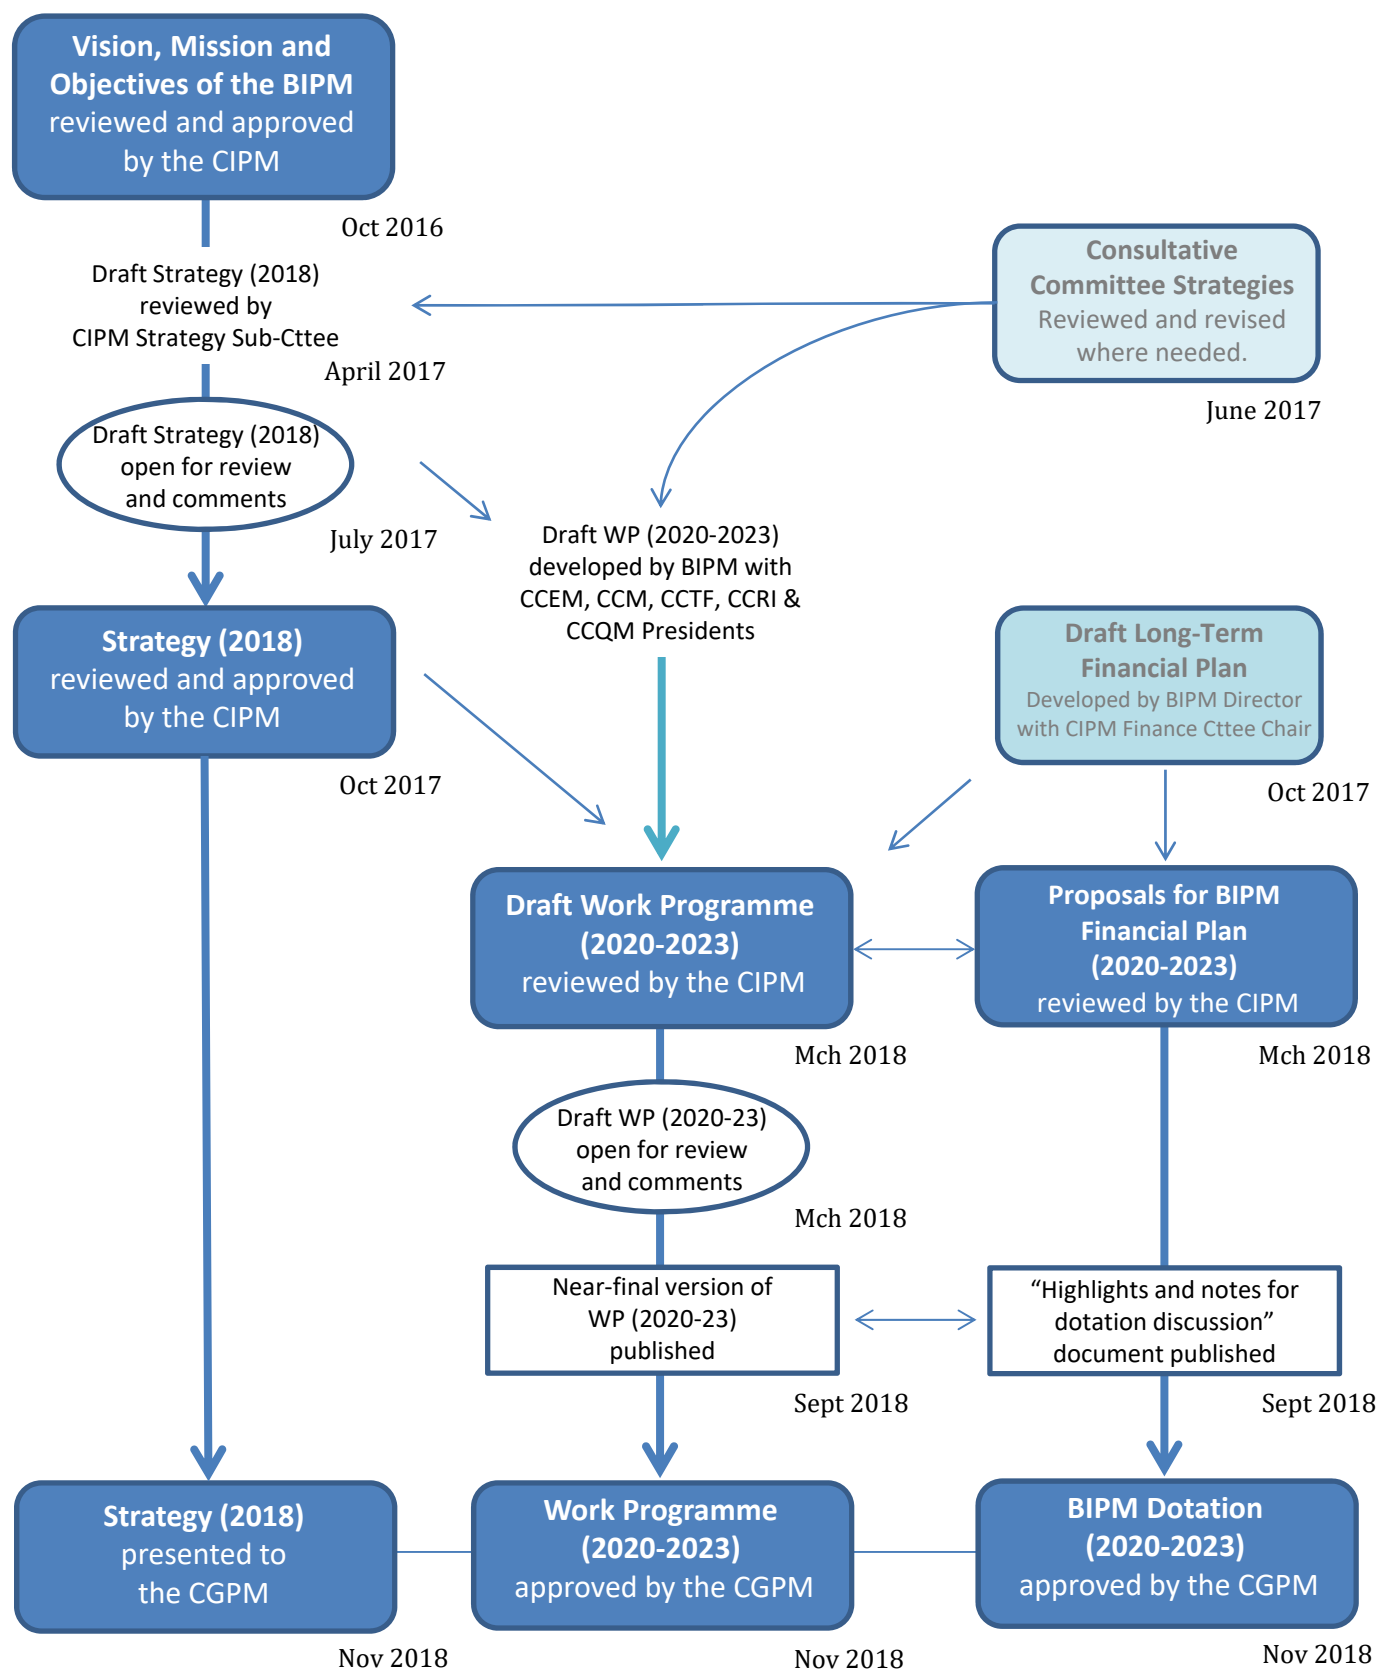 Vision, Mission and
Objectives of the BIPM
reviewed and approved
by the CIPM
Oct 2016
Draft Strategy (2018)
reviewed by
CIPM Strategy Sub-Cttee
April 2017
Consultative
Committee Strategies
Reviewed and revised
where needed.
June 2017
Draft Strategy (2018)
open for review
and comments
July 2017
Draft WP (2020-2023)
developed by BIPM with
CCEM, CCM, CCTF, CCRI &
CCQM Presidents
Strategy (2018)
reviewed and approved
by the CIPM
Oct 2017
Draft Long-Term
Financial Plan
Developed by BIPM Director
with CIPM Finance Cttee Chair
Oct 2017
Draft Work Programme
(2020-2023)
reviewed by the CIPM
Mch 2018
Proposals for BIPM
Financial Plan
(2020-2023)
reviewed by the CIPM
Mch 2018
Draft WP (2020-23)
open for review
and comments
Mch 2018
Near-final version of
WP (2020-23)
published
Sept 2018
“Highlights and notes for
dotation discussion”
document published
Sept 2018
Strategy (2018)
presented to
the CGPM
Nov 2018
Work Programme
(2020-2023)
approved by the CGPM
Nov 2018
BIPM Dotation
(2020-2023)
approved by the CGPM
Nov 2018